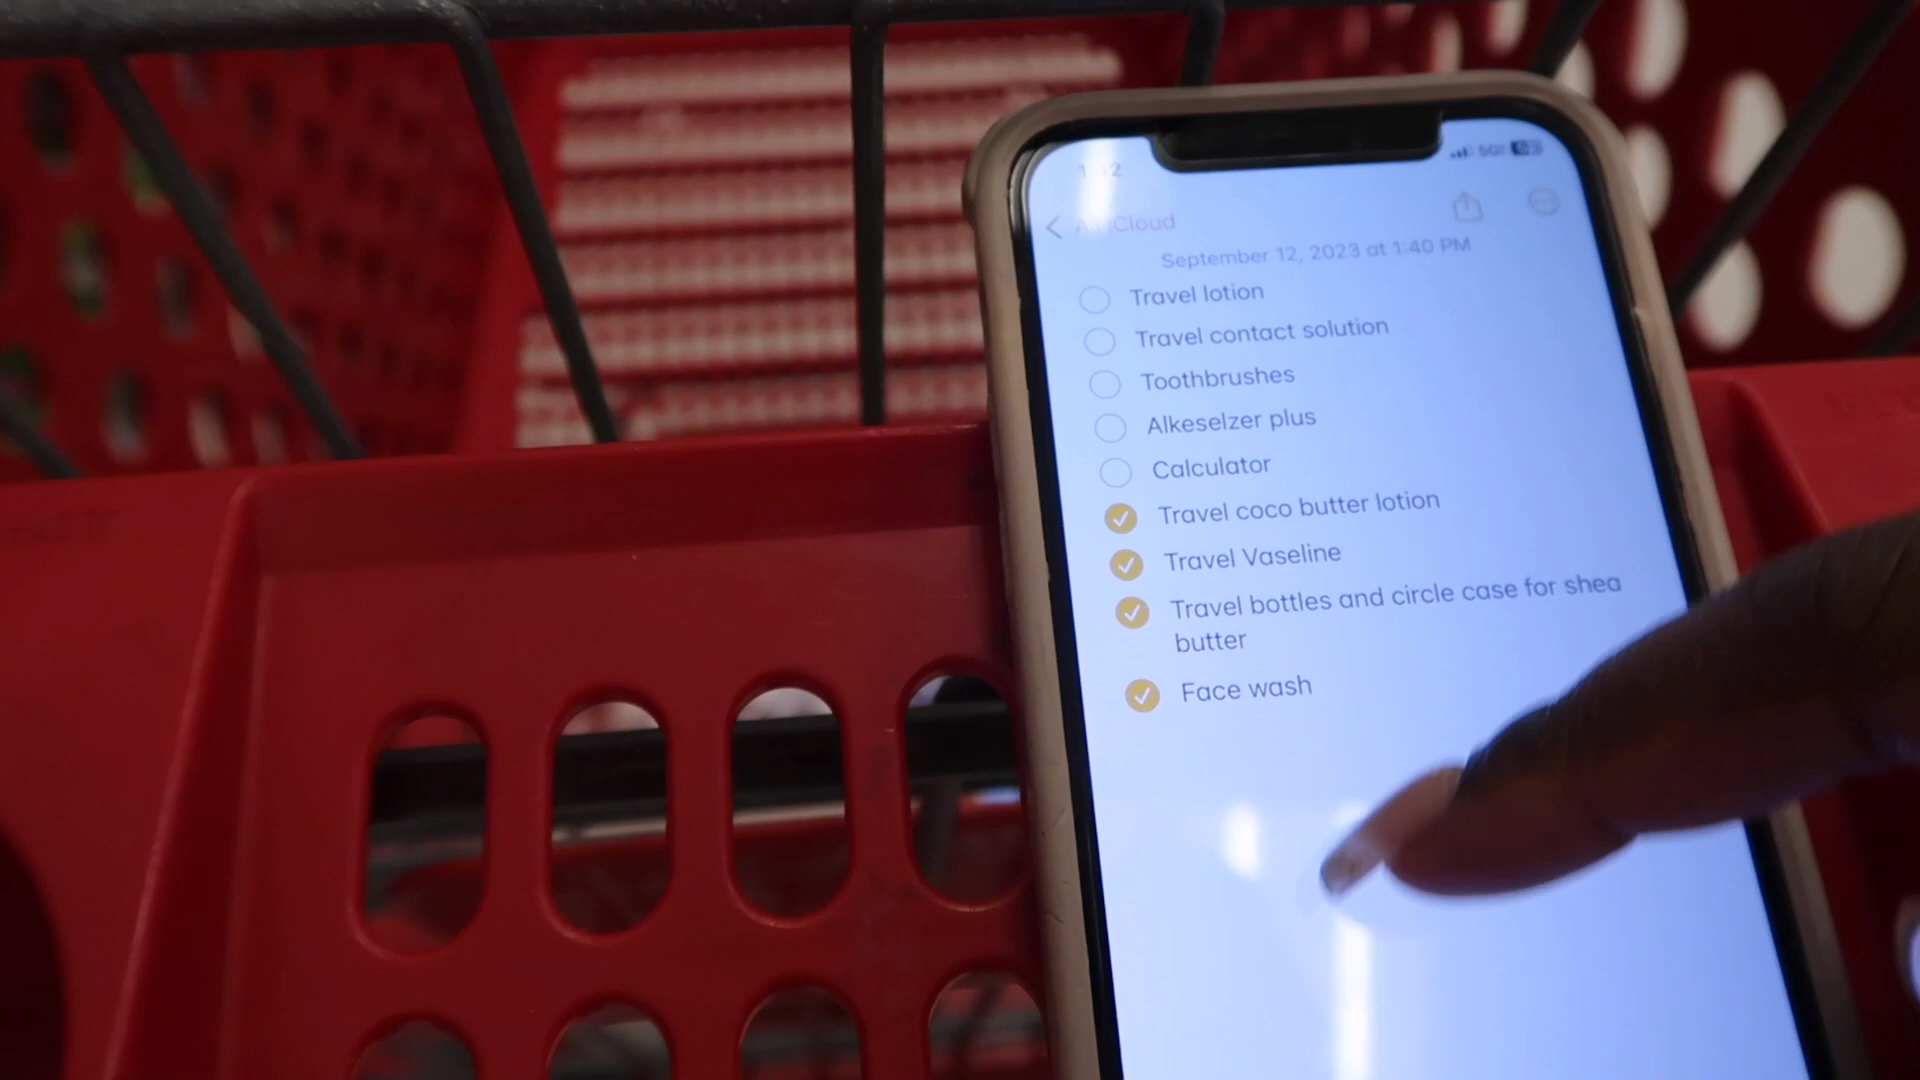 Cloud
September 12, 2023 at 1:40 PM
Travel lotion
Travel contact solution
Toothbrushes
Alkeselzer plus
Calculator
Travel coco butter lotion
Travel Vaseline
Travel bottles and circle case for shea
butter
Face wash